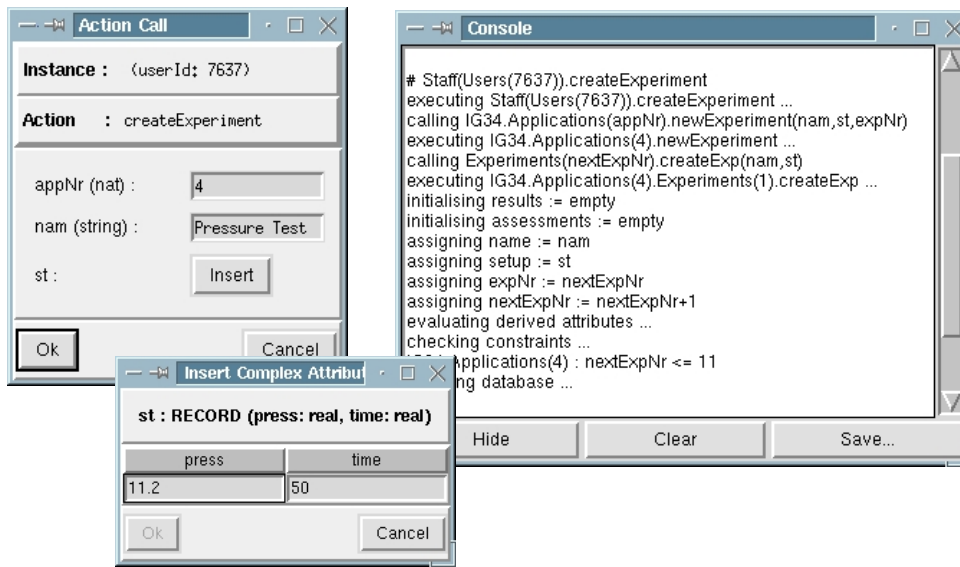 Action Call
Instance : (userId: 7637)
Action : createExperiment
appNr (nat) : 4
nam (string) : Pressure Test
st : Insert
Ok Cancel
Insert Complex Attribut
st : RECORD (press: real, time: real)
press time
11.2 50
Ok Cancel
Console
# Staff(Users(7637)).createExperiment
executing Staff(Users(7637)).createExperiment ...
calling IG34.Applications(appNr).newExperiment(nam,st,expNr)
executing IG34.Applications(4).newExperiment ...
calling Experiments(nextExpNr).createExp(nam,st)
executing IG34.Applications(4).Experiments(1).createExp ...
initialising results := empty
initialising assessments := empty
assigning name := nam
assigning setup := st
assigning expNr := nextExpNr
assigning nextExpNr := nextExpNr+1
evaluating derived attributes ...
checking constraints ...
Applications(4) : nextExpNr <= 11
ng database ...
Hide Clear Save...